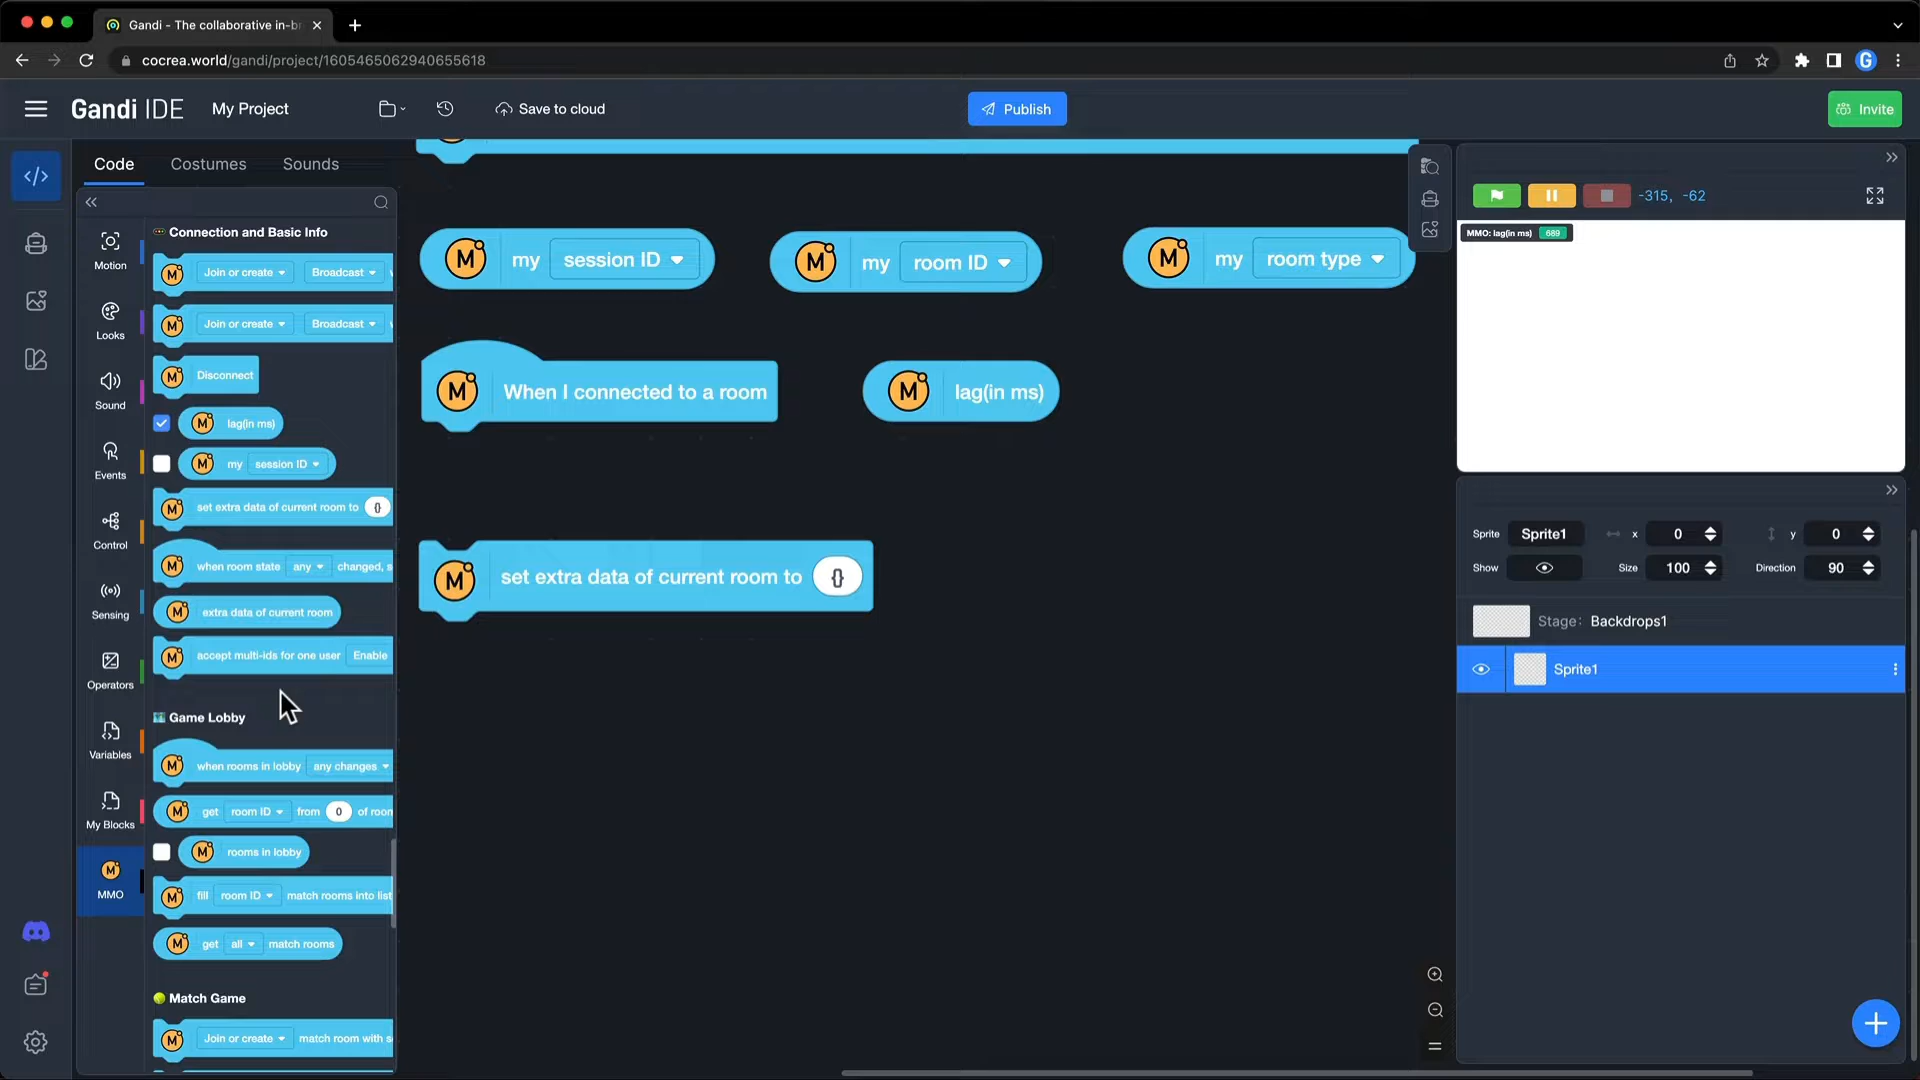 Gandi - The collaborative in-br
cocrea.world/gandi/project/1605465062940655618
G
Gandi IDE
My Project
Save to cloud
Publish
Invite
Code
Costumes
Sounds
Motion
Looks
Sound
Events
Control
Sensing
Operators
Variables
My Blocks
M
MMO
Connection and Basic Info
M Join or create Broadcast
M Join or create Broadcast
M Disconnect
M lag(in ms)
M my session ID
M set extra data of current room to {}
M when room state any changed, s
M extra data of current room
M accept multi-ids for one user Enable
Game Lobby
M when rooms in lobby any changes
M get room ID from 0 of room
M rooms in lobby
M fill room ID match rooms into list
M get all match rooms
Match Game
M Join or create match room with s
M my session ID
M my room ID
M my room type
M When I connected to a room
M lag(in ms)
M set extra data of current room to {}
-315, -62
MMO: lag(in ms) 689
Sprite Sprite1 x 0 y 0
Show Size 100 Direction 90
Stage: Backdrops1
Sprite1